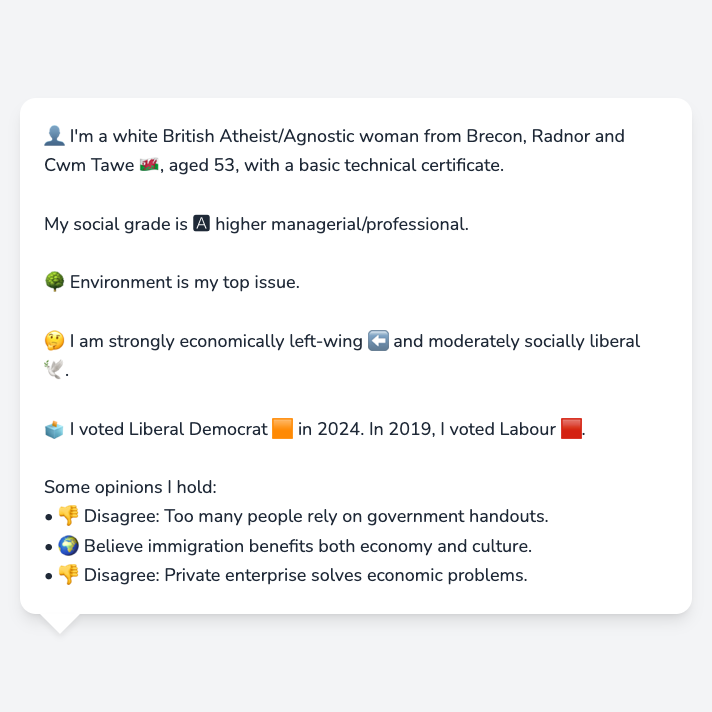 👤 I'm a white British Atheist/Agnostic woman from Brecon, Radnor and
Cwm Tawe 🏴󠁧󠁢󠁷󠁬󠁳󠁿, aged 53, with a basic technical certificate.
My social grade is 🅰 higher managerial/professional.
🌳 Environment is my top issue.
🤔 I am strongly economically left-wing ⬅️ and moderately socially liberal
🕊️.
🗳️ I voted Liberal Democrat 🟧 in 2024. In 2019, I voted Labour 🟥.
Some opinions I hold:
• 👎 Disagree: Too many people rely on government handouts.
• 🌍 Believe immigration benefits both economy and culture.
• 👎 Disagree: Private enterprise solves economic problems.